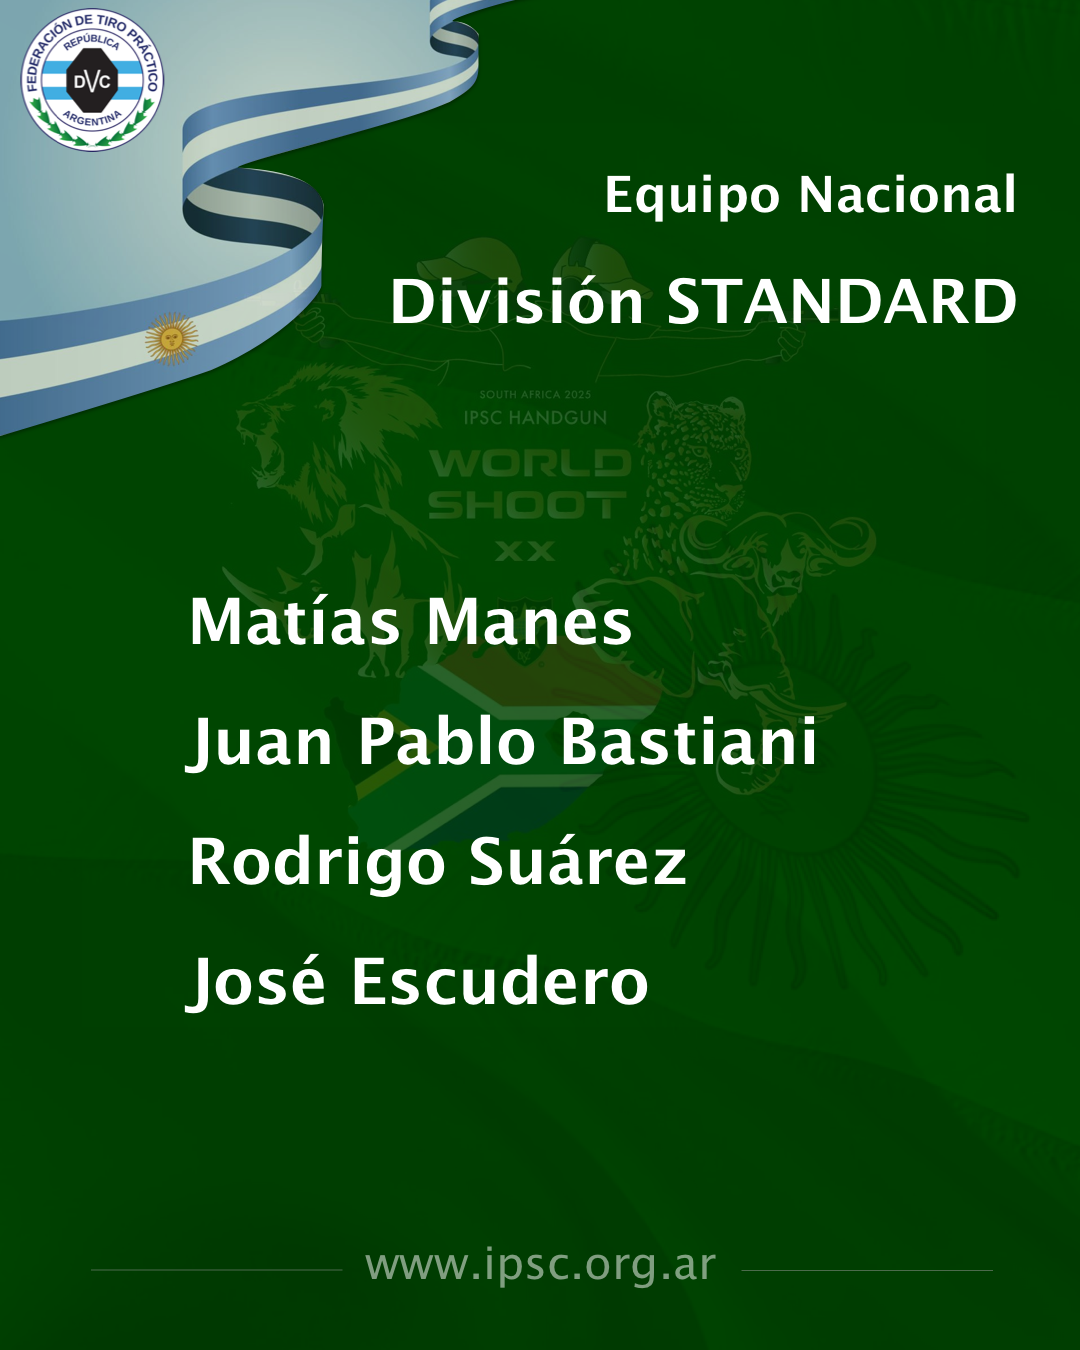 FEDERACIÓN DE TIRO PRÁCTICO
REPÚBLICA
DVC
ARGENTINA
Equipo Nacional
División STANDARD
SOUTH AFRICA 2025
IPSC HANDGUN
WORLD
SHOOT
XX
Matías Manes
Juan Pablo Bastiani
Rodrigo Suárez
José Escudero
www.ipsc.org.ar